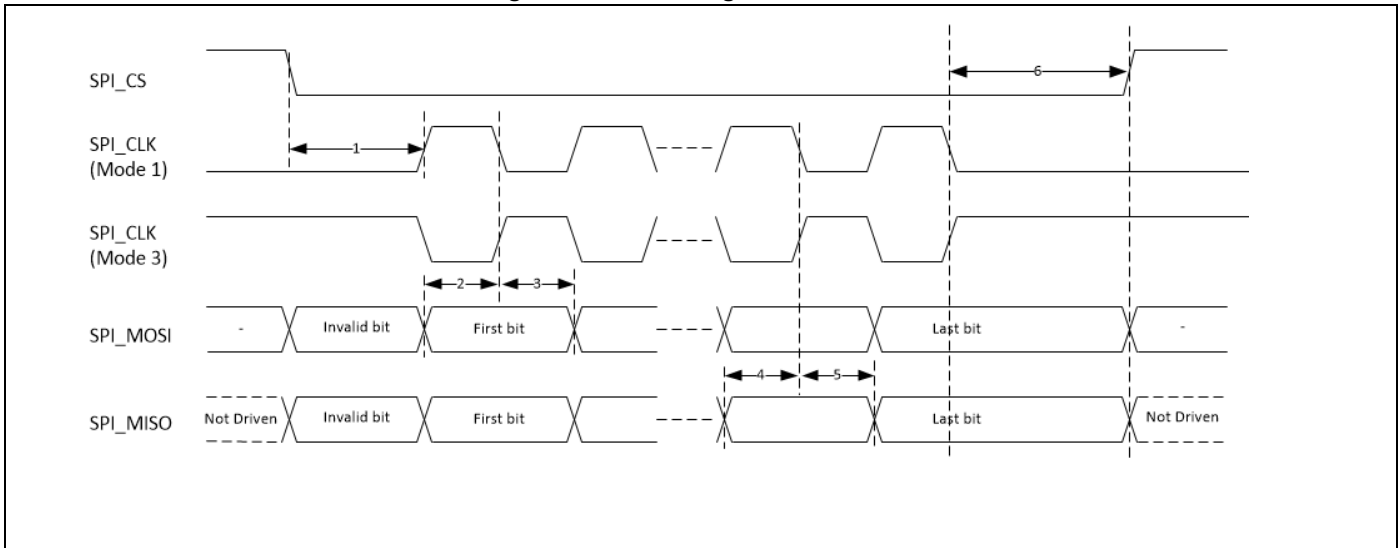 SPI_CS
6
SPI_CLK
(Mode 1)
1
SPI_CLK
(Mode 3)
2
3
SPI_MOSI
-
Invalid bit
First bit
Last bit
-
4
5
SPI_MISO
Not Driven
Invalid bit
First bit
Last bit
Not Driven